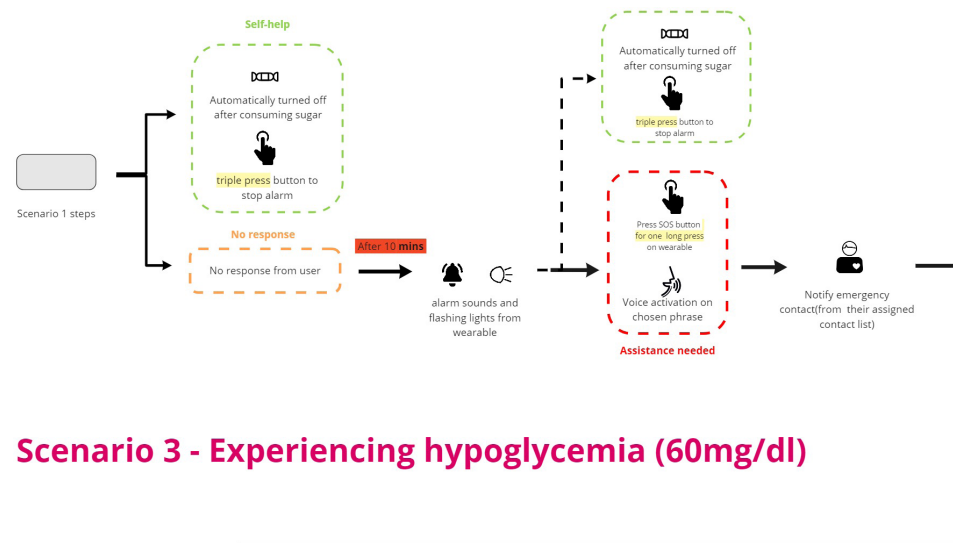 Self-help
Automatically turned off
after consuming sugar
triple press button to
stop alarm
Scenario 1 steps
No response
No response from user
After 10 mins
alarm sounds and
flashing lights from
wearable
Automatically turned off
after consuming sugar
triple press button to
stop alarm
Press SOS button
for one long press
on wearable
Voice activation on
chosen phrase
Assistance needed
Notify emergency
contact(from their assigned
contact list)
Scenario 3 - Experiencing hypoglycemia (60mg/dl)